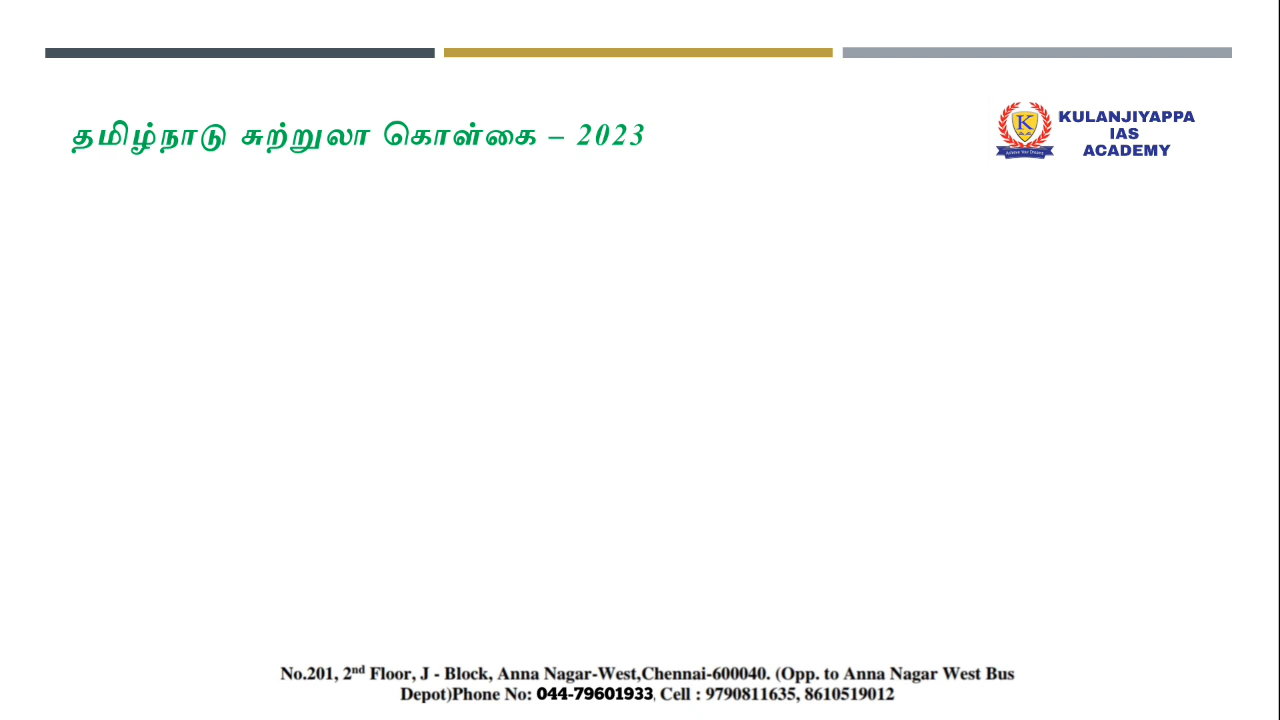 தமிழ்நாடு சுற்றுலா கொள்கை – 2023
KULANJIYAPPA
IAS
ACADEMY
No.201, 2nd Floor, J - Block, Anna Nagar-West,Chennai-600040. (Opp. to Anna Nagar West Bus
Depot)Phone No: 044-79601933, Cell : 9790811635, 8610519012